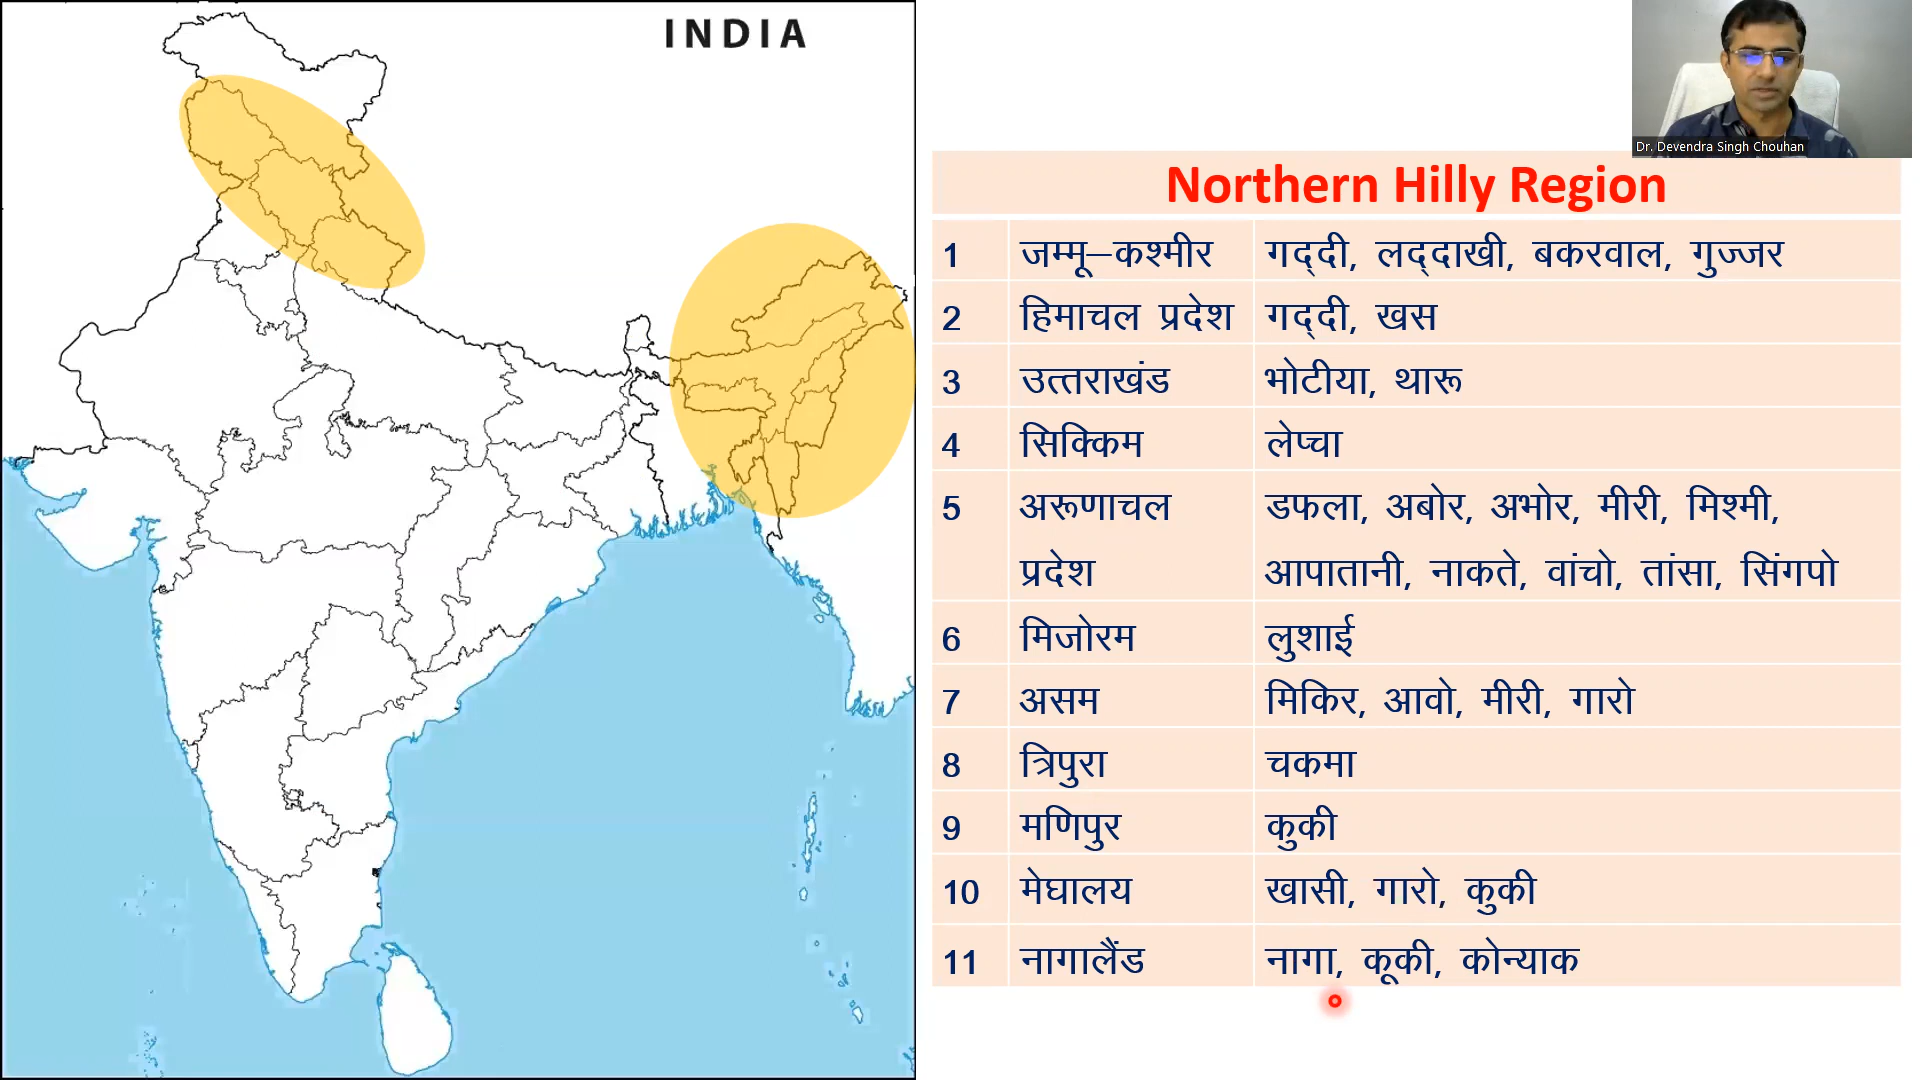 INDIA
Dr. Devendra Singh Chouhan
Northern Hilly Region
1 जम्मू–कश्मीर गद्दी, लद्दाखी, बकरवाल, गुज्जर
2 हिमाचल प्रदेश गद्दी, खस
3 उत्तराखंड भोटीया, थारू
4 सिक्किम लेप्चा
5 अरूणाचल डफला, अबोर, अभोर, मीरी, मिश्मी,
प्रदेश आपातानी, नाकते, वांचो, तांसा, सिंगपो
6 मिजोरम लुशाई
7 असम मिकिर, आवो, मीरी, गारो
8 त्रिपुरा चकमा
9 मणिपुर कुकी
10 मेघालय खासी, गारो, कुकी
11 नागालैंड नागा, कूकी, कोन्याक